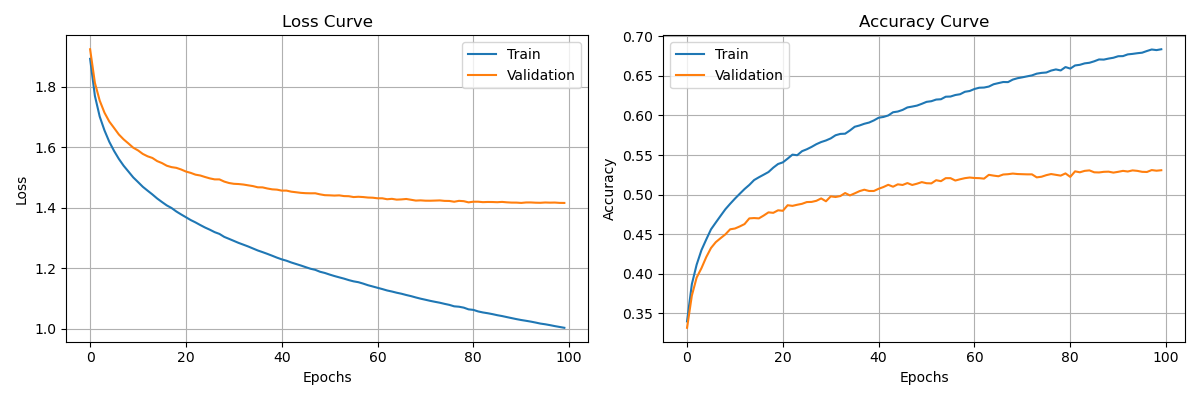 Loss Curve
Train
Validation
1.8
1.6
1.4
1.2
1.0
Loss
0 20 40 60 80 100
Epochs
Accuracy Curve
Train
Validation
0.70
0.65
0.60
0.55
0.50
0.45
0.40
0.35
Accuracy
0 20 40 60 80 100
Epochs